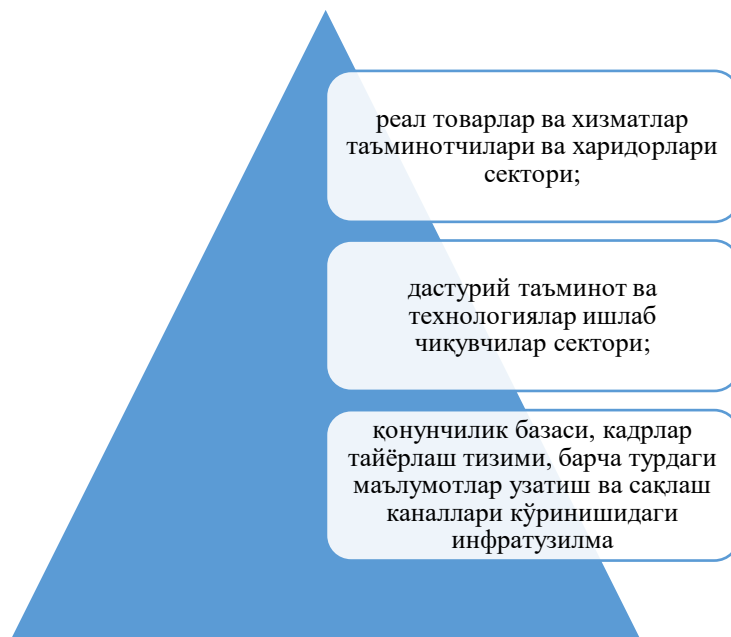 реал товарлар ва хизматлар
таъминотчилари ва харидорлари
сектори;
дастурий таъминот ва
технологиялар ишлаб
чиқувчилар сектори;
қонунчилик базаси, кадрлар
тайёрлаш тизими, барча турдаги
маълумотлар узатиш ва сақлаш
каналлари кўринишидаги
инфратузилма